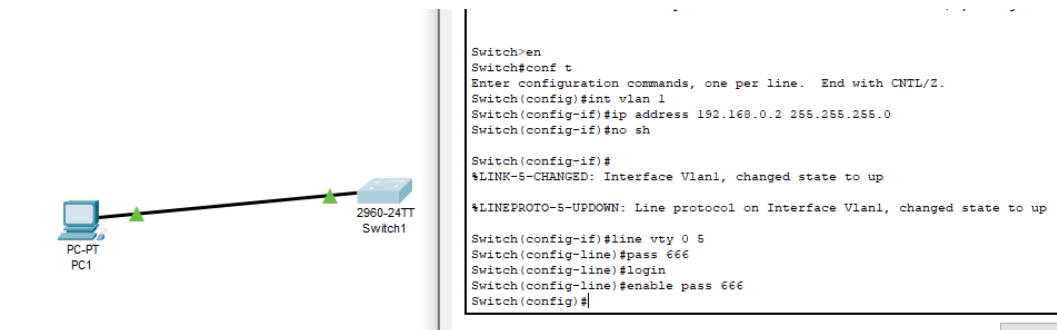 2960-24TT
Switch1
PC-PT
PC1
Switch>en
Switch#conf t
Enter configuration commands, one per line.  End with CNTL/Z.
Switch(config)#int vlan 1
Switch(config-if)#ip address 192.168.0.2 255.255.255.0
Switch(config-if)#no sh
Switch(config-if)#
%LINK-5-CHANGED: Interface Vlan1, changed state to up
%LINEPROTO-5-UPDOWN: Line protocol on Interface Vlan1, changed state to up
Switch(config-if)#line vty 0 5
Switch(config-line)#pass 666
Switch(config-line)#login
Switch(config-line)#enable pass 666
Switch(config)#